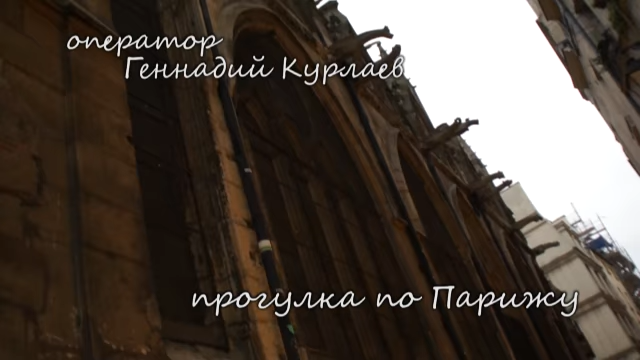 оператор
Геннадий Курлаев
прогулка по Парижу